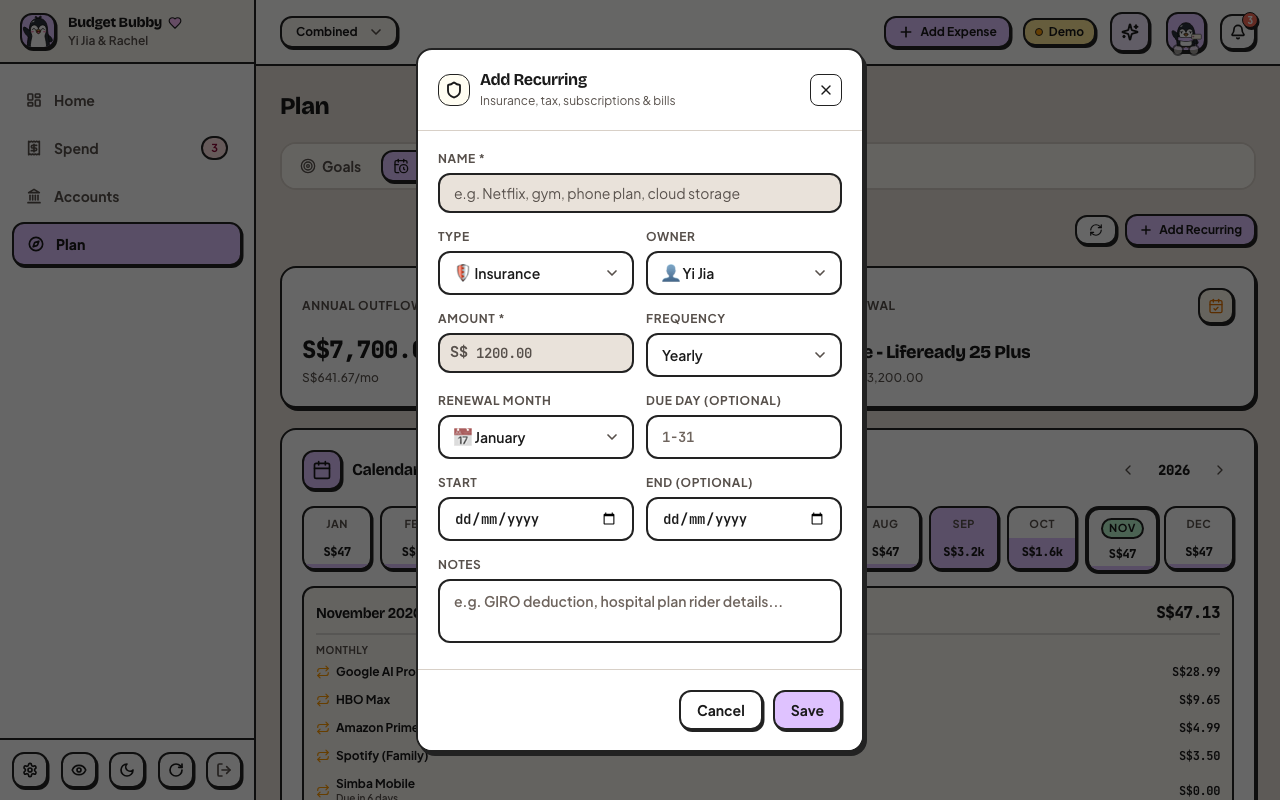 Budget Bubby
Yi Jia & Rachel
Combined
Add Expense
Demo
3
Home
Spend
3
Accounts
Plan
Plan
Goals
Add Recurring
ANNUAL OUTFLOW
S$7,700.0
S$641.67/mo
WAL
e - Lifeready 25 Plus
3,200.00
Calendar
2026
JAN
S$47
FE
S$
AUG
S$47
SEP
S$3.2k
OCT
S$1.6k
NOV
S$47
DEC
S$47
November 2026
S$47.13
MONTHLY
Google AI Pro
S$28.99
HBO Max
S$9.65
Amazon Prime
S$4.99
Spotify (Family)
S$3.50
Simba Mobile
Due in 6 days
S$0.00
Add Recurring
Insurance, tax, subscriptions & bills
NAME *
e.g. Netflix, gym, phone plan, cloud storage
TYPE
OWNER
Insurance
Yi Jia
AMOUNT *
FREQUENCY
S$ 1200.00
Yearly
RENEWAL MONTH
DUE DAY (OPTIONAL)
17 January
1-31
START
END (OPTIONAL)
dd/mm/yyyy
dd/mm/yyyy
NOTES
e.g. GIRO deduction, hospital plan rider details...
Cancel
Save